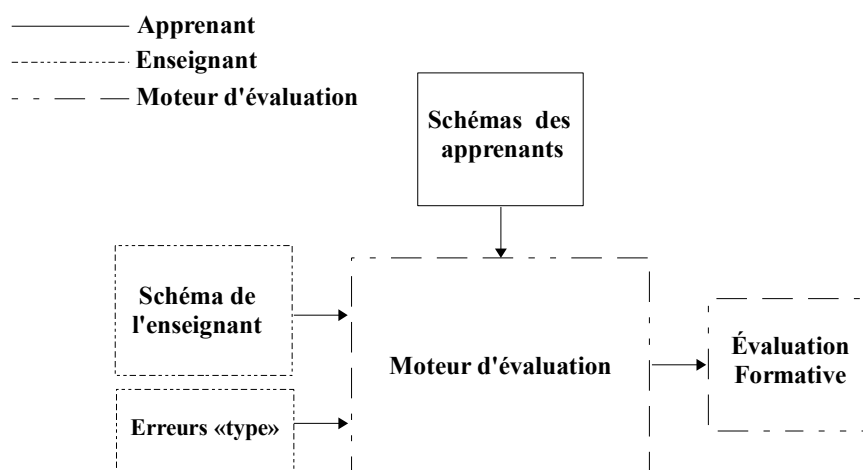 Apprenant
Enseignant
Moteur d'évaluation
Schémas des
apprenants
Schéma de
l'enseignant
Moteur d'évaluation
Évaluation
Formative
Erreurs «type»